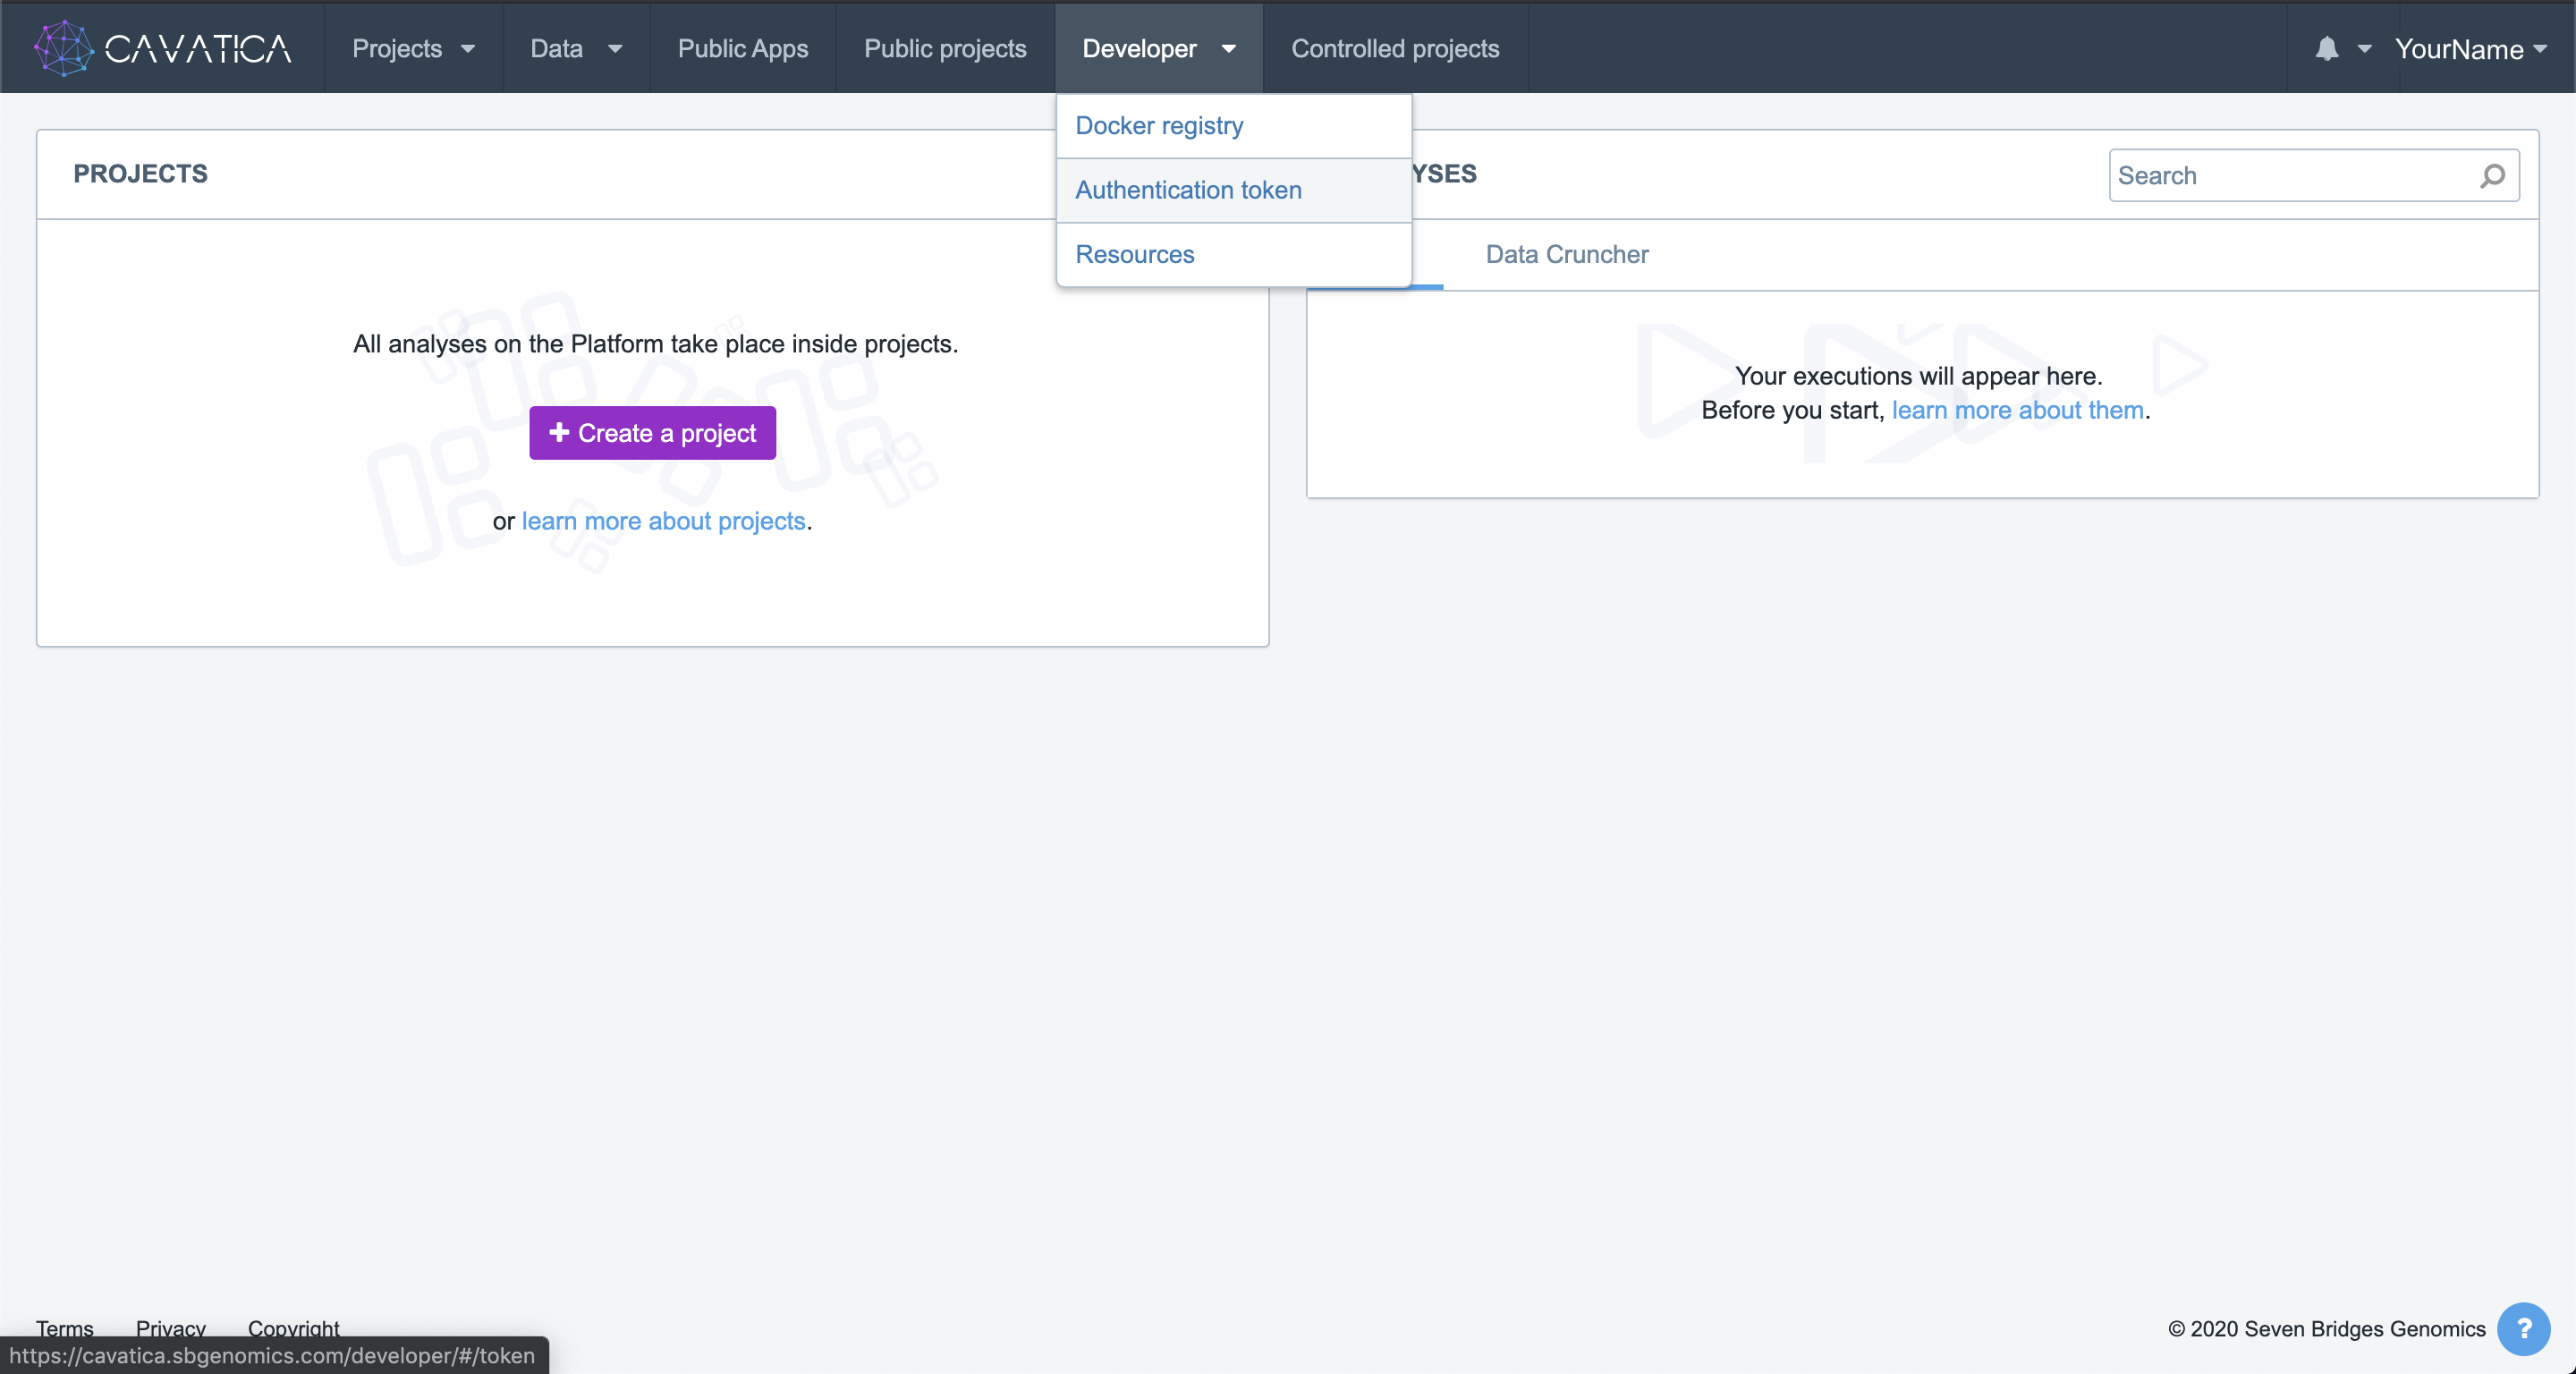 CAVATICA
Projects
Data
Public Apps
Public projects
Developer
Controlled projects
YourName
Docker registry
Authentication token
Resources
PROJECTS
All analyses on the Platform take place inside projects.
+ Create a project
or learn more about projects.
YSES
Search
Data Cruncher
Your executions will appear here.
Before you start, learn more about them.
Terms
Privacy
Copyright
© 2020 Seven Bridges Genomics
?
https://cavatica.sbgenomics.com/developer/#/token